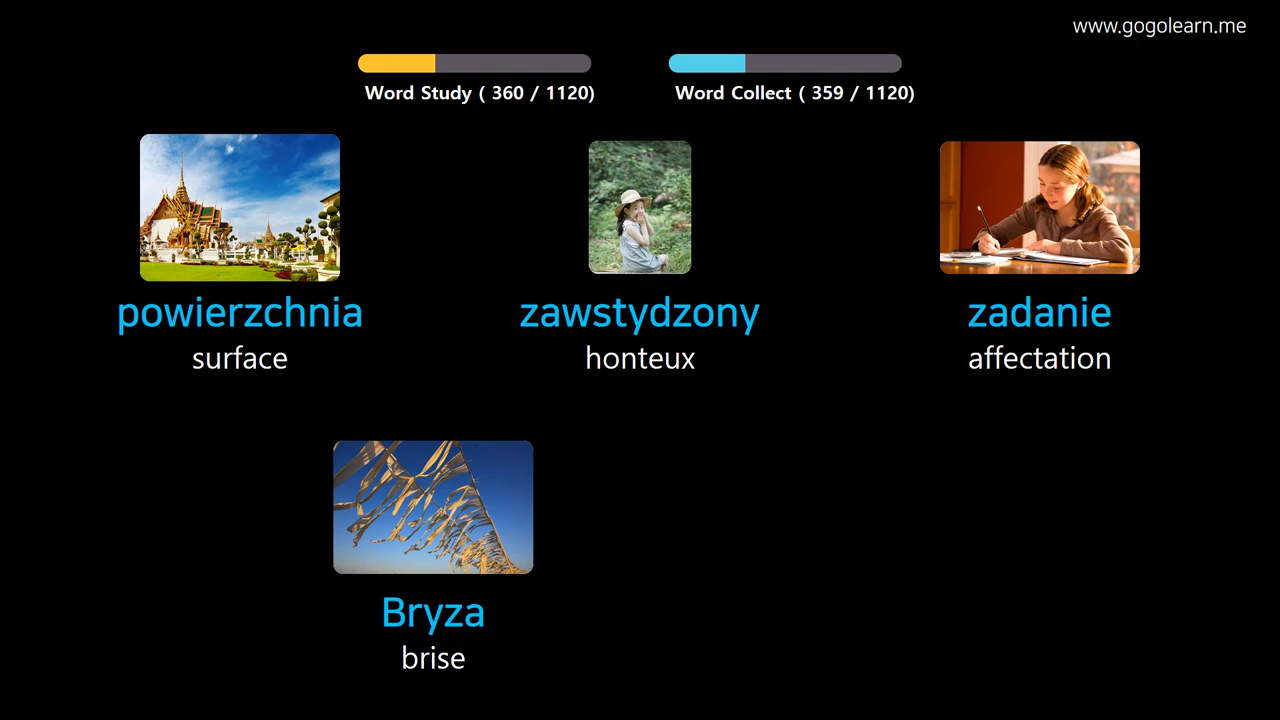 www.gogolearn.me
Word Study ( 360 / 1120)
Word Collect ( 359 / 1120)
powierzchnia
surface
zawstydzony
honteux
zadanie
affectation
Bryza
brise